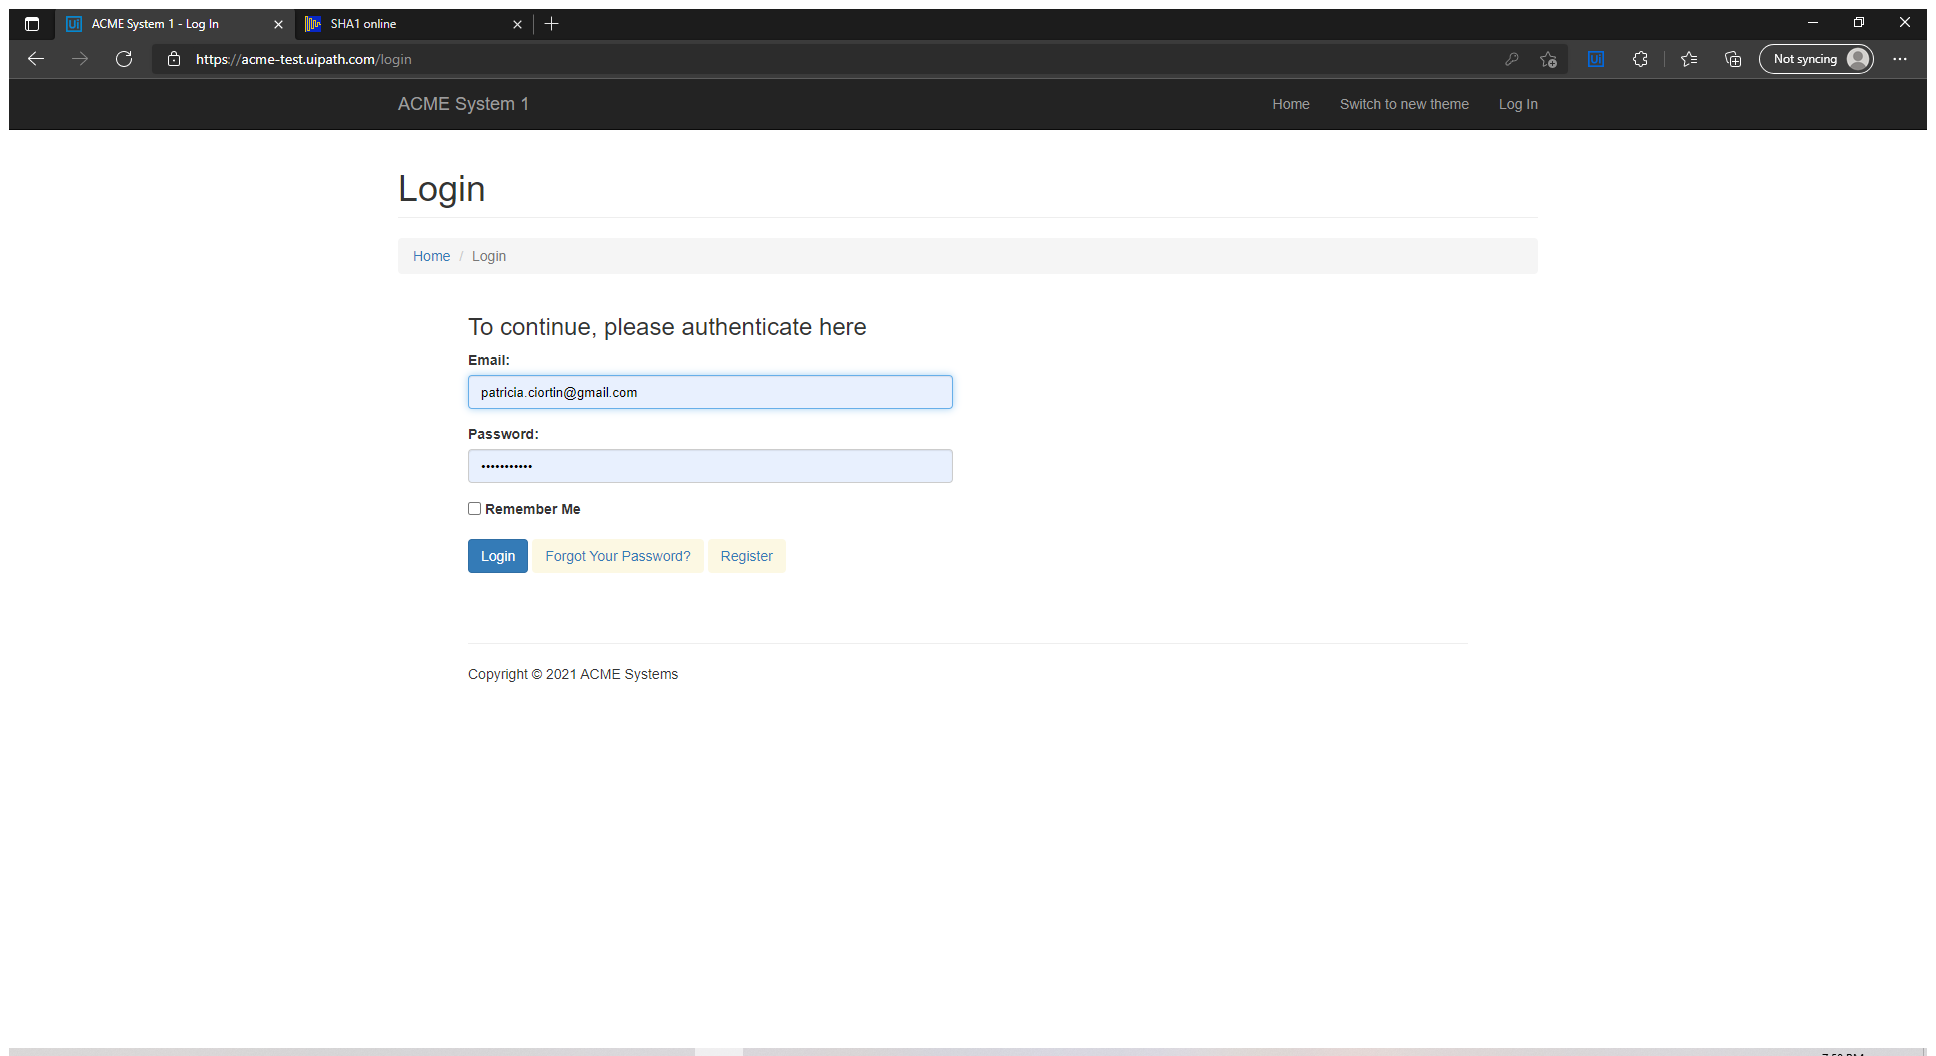 ACME System 1 - Log In
SHA1 online
https://acme-test.uipath.com/login
Ui
Not syncing
ACME System 1
Home
Switch to new theme
Log In
Login
Home / Login
To continue, please authenticate here
Email:
patricia.ciortin@gmail.com
Password:
•••••••••••
Remember Me
Login
Forgot Your Password?
Register
Copyright © 2021 ACME Systems